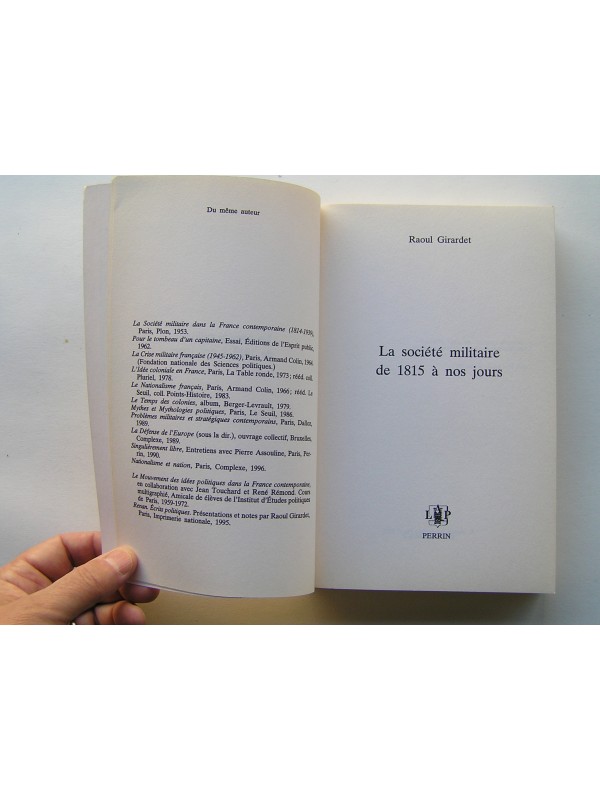 Du même auteur
La Société militaire dans la France contemporaine (1814-1939),
Paris, Plon, 1953.
Pour le tombeau d'un capitaine, Essai, Éditions de l'Esprit public,
1962.
La Crise militaire française (1945-1962), Paris, Armand Colin, 1964
(Fondation nationale des Sciences politiques.)
L'Idée coloniale en France, Paris, La Table ronde, 1973 ; rééd. coll.
Pluriel, 1978.
Le Nationalisme français, Paris, Armand Colin, 1966 ; rééd. Le
Seuil, coll. Points-Histoire, 1983.
Le Temps des colonies, album, Berger-Levrault, 1979.
Mythes et Mythologies politiques, Paris, Le Seuil, 1986.
Problèmes militaires et stratégiques contemporains, Paris, Dalloz,
1989.
La Défense de l'Europe (sous la dir.), ouvrage collectif, Bruxelles,
Complexe, 1989.
Singulièrement libre, Entretiens avec Pierre Assouline, Paris, Per-
rin, 1990.
Nationalisme et nation, Paris, Complexe, 1996.
Le Mouvement des idées politiques dans la France contemporaine,
en collaboration avec Jean Touchard et René Rémond. Cours
multigraphié, Amicale de élèves de l'Institut d'Études politiques
de Paris, 1959-1972.
Renan. Écrits politiques. Présentations et notes par Raoul Girardet,
Paris, Imprimerie nationale, 1995.
Raoul Girardet
La société militaire
de 1815 à nos jours
LAP
PERRIN